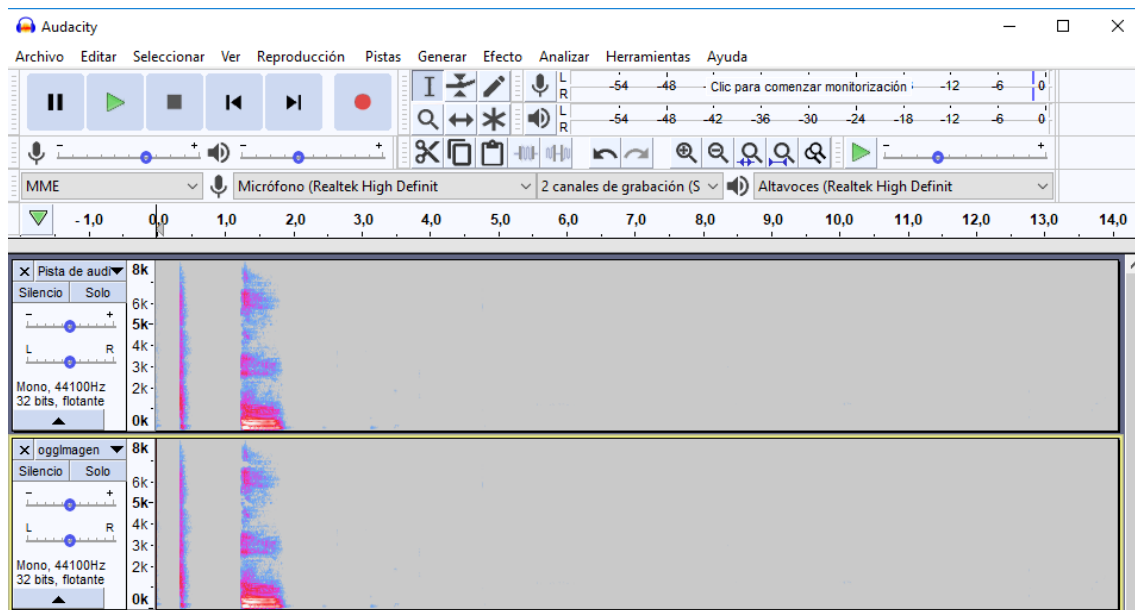 Audacity
Archivo Editar Seleccionar Ver Reproducción Pistas Generar Efecto Analizar Herramientas Ayuda
L R -54 -48 Clic para comenzar monitorización -12 -6 0
L R -54 -48 -42 -36 -30 -24 -18 -12 -6 0
- + - + - +
MME Micrófono (Realtek High Definit 2 canales de grabación (S Altavoces (Realtek High Definit
- 1,0 0,0 1,0 2,0 3,0 4,0 5,0 6,0 7,0 8,0 9,0 10,0 11,0 12,0 13,0 14,0
X Pista de audi 8k
Silencio Solo
6k
- + 5k
L R 4k
3k
Mono, 44100Hz 2k
32 bits, flotante
0k
X oggImagen 8k
Silencio Solo
6k
- + 5k
L R 4k
3k
Mono, 44100Hz 2k
32 bits, flotante
0k